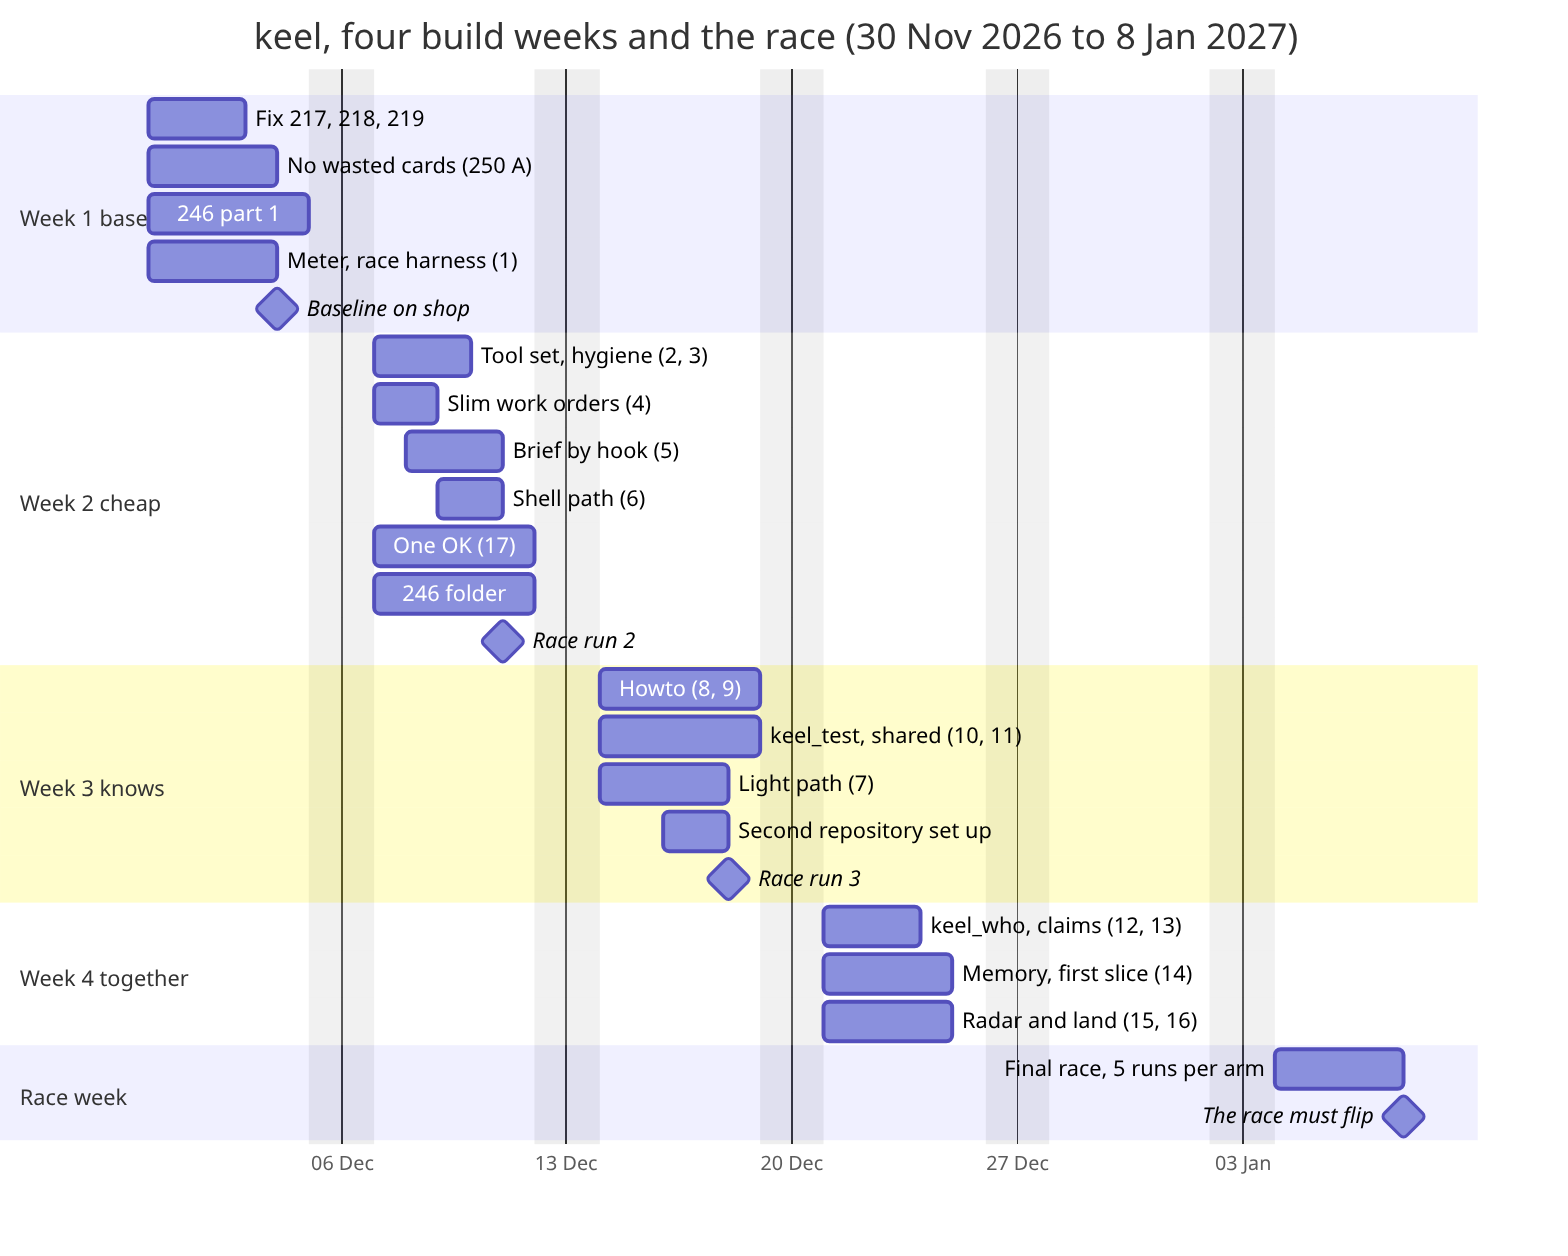 keel, four build weeks and the race (30 Nov 2026 to 8 Jan 2027)
Fix 217, 218, 219
No wasted cards (250 A)
Week 1 base
246 part 1
Meter, race harness (1)
Baseline on shop
Tool set, hygiene (2, 3)
Slim work orders (4)
Brief by hook (5)
Week 2 cheap
Shell path (6)
One OK (17)
246 folder
Race run 2
Howto (8, 9)
keel_test, shared (10, 11)
Week 3 knows
Light path (7)
Second repository set up
Race run 3
keel_who, claims (12, 13)
Week 4 together
Memory, first slice (14)
Radar and land (15, 16)
Final race, 5 runs per arm
Race week
The race must flip
06 Dec
13 Dec
20 Dec
27 Dec
03 Jan